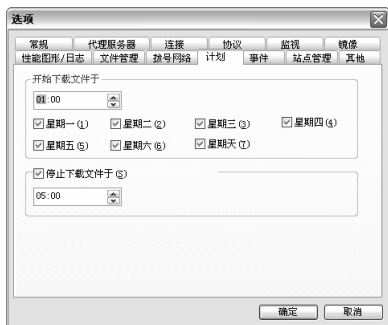 选项
常规 代理服务器 连接 协议 监视 镜像
性能图形/日志 文件管理 拨号网络 计划 事件 站点管理 其他
开始下载文件于
01:00
星期一(1) 星期二(2) 星期三(3) 星期四(4)
星期五(5) 星期六(6) 星期天(7)
停止下载文件于(S)
05:00
确定 取消